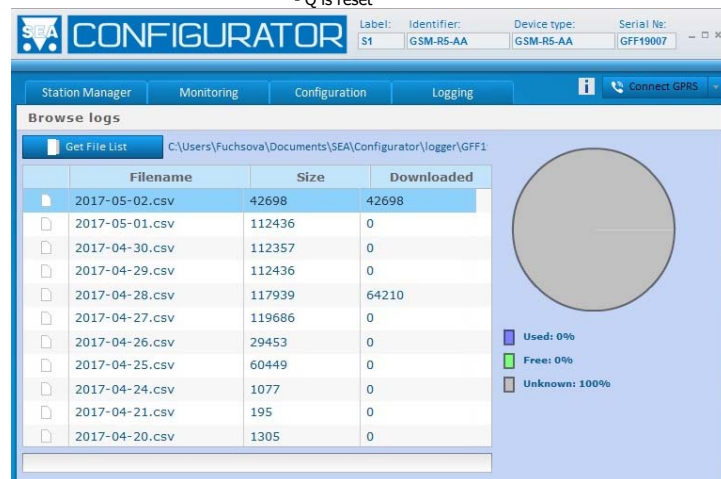 - Q is reset
SEA CONFIGURATOR
Label: Identifier: Device type: Serial №:
S1 GSM-R5-AA GSM-R5-AA GFF19007
Station Manager Monitoring Configuration Logging i Connect GPRS
Browse logs
Get File List C:\Users\Fuchsova\Documents\SEA\Configurator\logger\GFF1
Filename Size Downloaded
2017-05-02.csv 42698 42698
2017-05-01.csv 112436 0
2017-04-30.csv 112357 0
2017-04-29.csv 112436 0
2017-04-28.csv 117939 64210
2017-04-27.csv 119686 0
2017-04-26.csv 29453 0
2017-04-25.csv 60449 0
2017-04-24.csv 1077 0
2017-04-21.csv 195 0
2017-04-20.csv 1305 0
Used: 0%
Free: 0%
Unknown: 100%